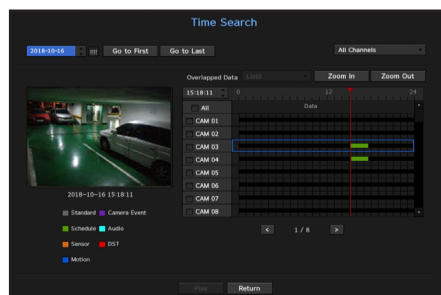 Time Search
2018-10-16 Go to First Go to Last All Channels
Overlapped Data List0 Zoom In Zoom Out
15:18:11 0 12 24
All Data
CAM 01
CAM 02
CAM 03
CAM 04
CAM 05
CAM 06
CAM 07
CAM 08
2018-10-16 15:18:11
Standard Camera Event
Schedule Audio
Sensor DST
Motion
< 1 / 8 >
Play Return